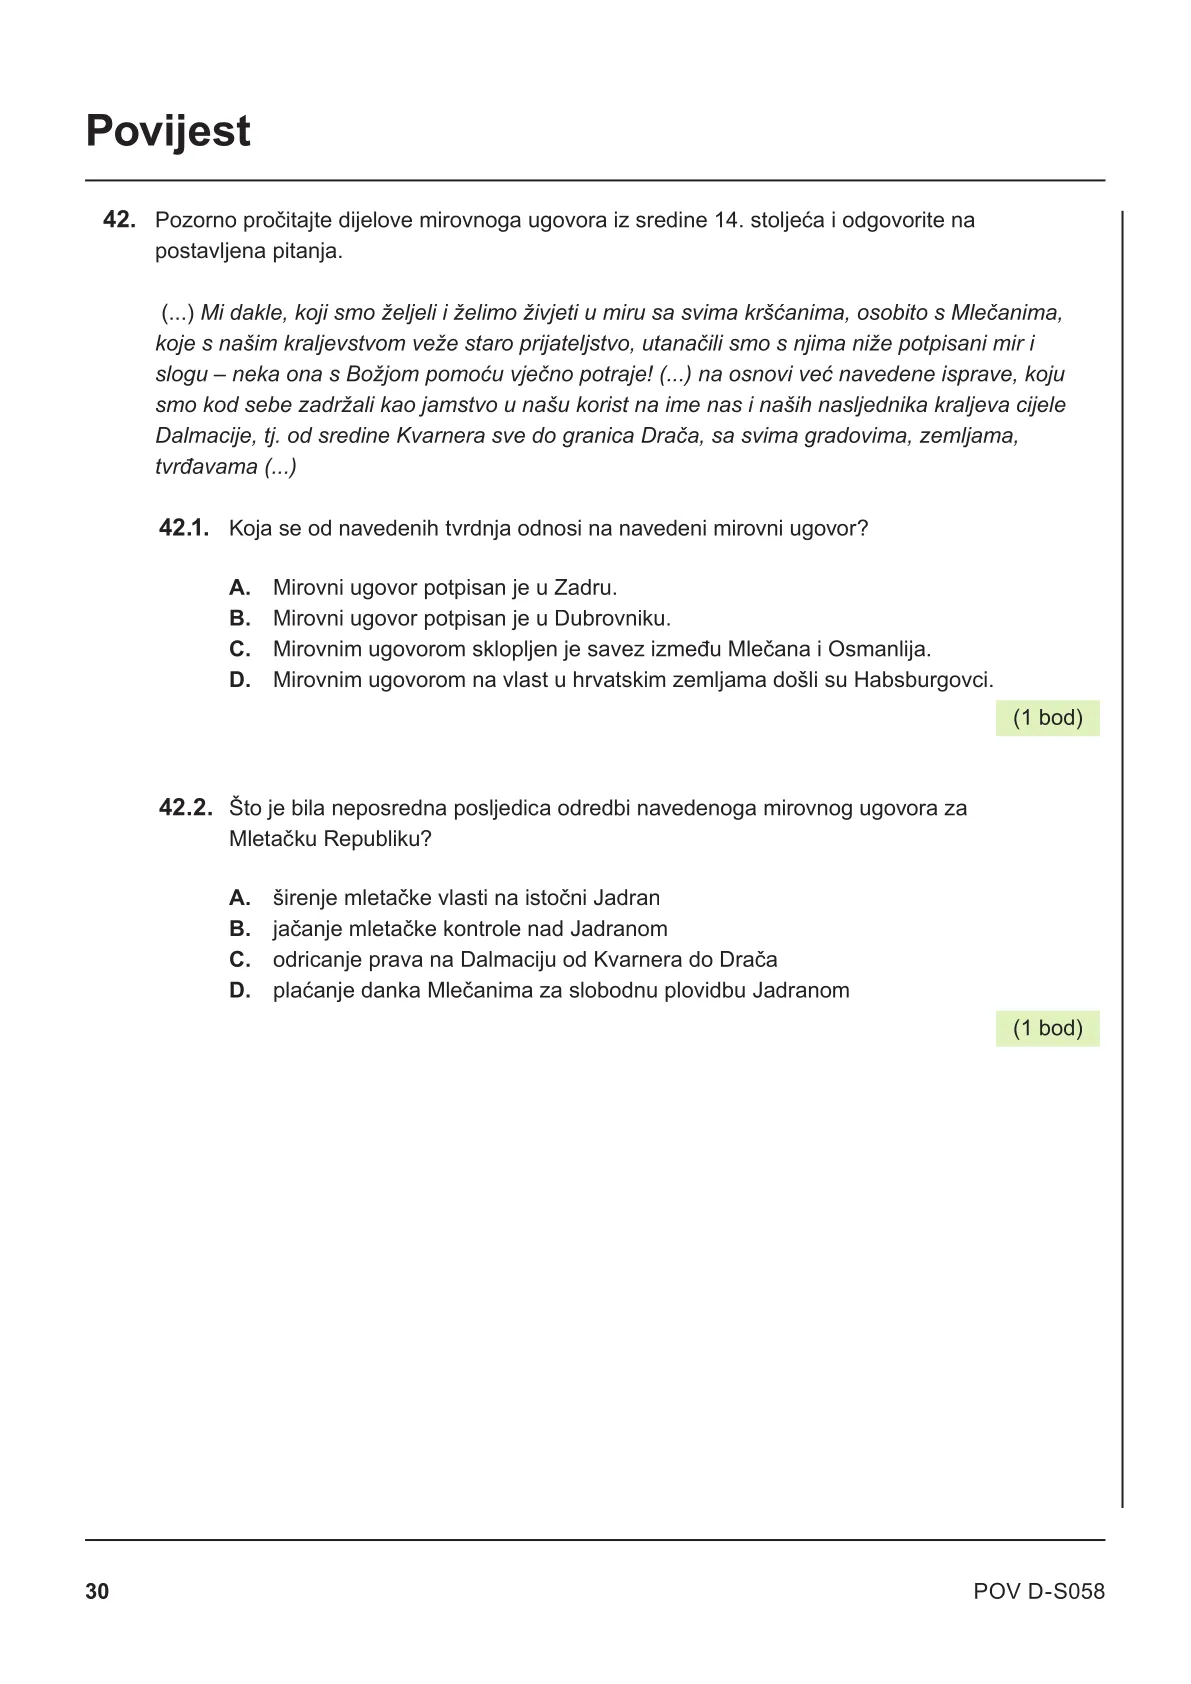 Povijest
42. Pozorno pročitajte dijelove mirovnoga ugovora iz sredine 14. stoljeća i odgovorite na
postavljena pitanja.
(...) Mi dakle, koji smo željeli i želimo živjeti u miru sa svima kršćanima, osobito s Mlečanima,
koje s našim kraljevstvom veže staro prijateljstvo, utanačili smo s njima niže potpisani mir i
slogu – neka ona s Božjom pomoću vječno potraje! (...) na osnovi već navedene isprave, koju
smo kod sebe zadržali kao jamstvo u našu korist na ime nas i naših nasljednika kraljeva cijele
Dalmacije, tj. od sredine Kvarnera sve do granica Drača, sa svima gradovima, zemljama,
tvrđavama (...)
42.1. Koja se od navedenih tvrdnja odnosi na navedeni mirovni ugovor?
A. Mirovni ugovor potpisan je u Zadru.
B. Mirovni ugovor potpisan je u Dubrovniku.
C. Mirovnim ugovorom sklopljen je savez između Mlečana i Osmanlija.
D. Mirovnim ugovorom na vlast u hrvatskim zemljama došli su Habsburgovci.
(1 bod)
42.2. Što je bila neposredna posljedica odredbi navedenoga mirovnog ugovora za
Mletačku Republiku?
A. širenje mletačke vlasti na istočni Jadran
B. jačanje mletačke kontrole nad Jadranom
C. odricanje prava na Dalmaciju od Kvarnera do Drača
D. plaćanje danka Mlečanima za slobodnu plovidbu Jadranom
(1 bod)
30
POV D-S058